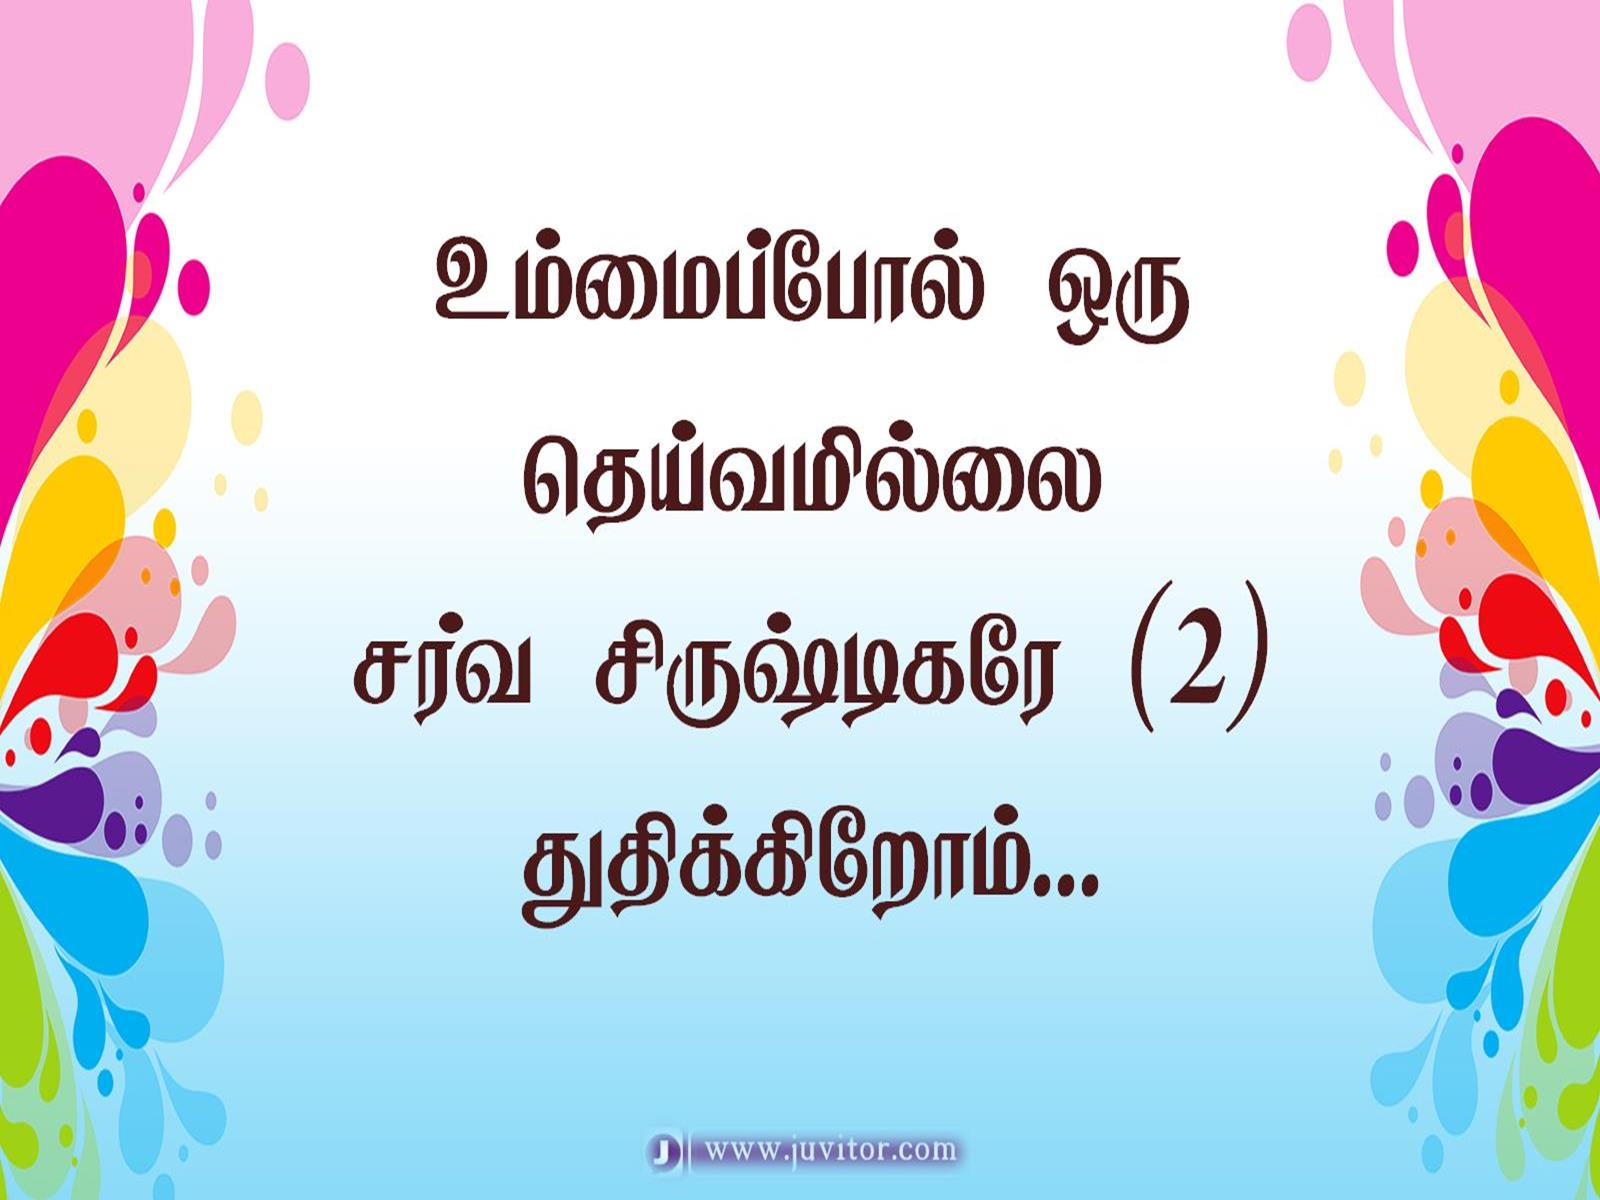 உம்மைப்போல் ஒரு
தெய்வமில்லை
சர்வ சிருஷ்டிகரே (2)
துதிக்கிறோம்...
J www.juvitor.com